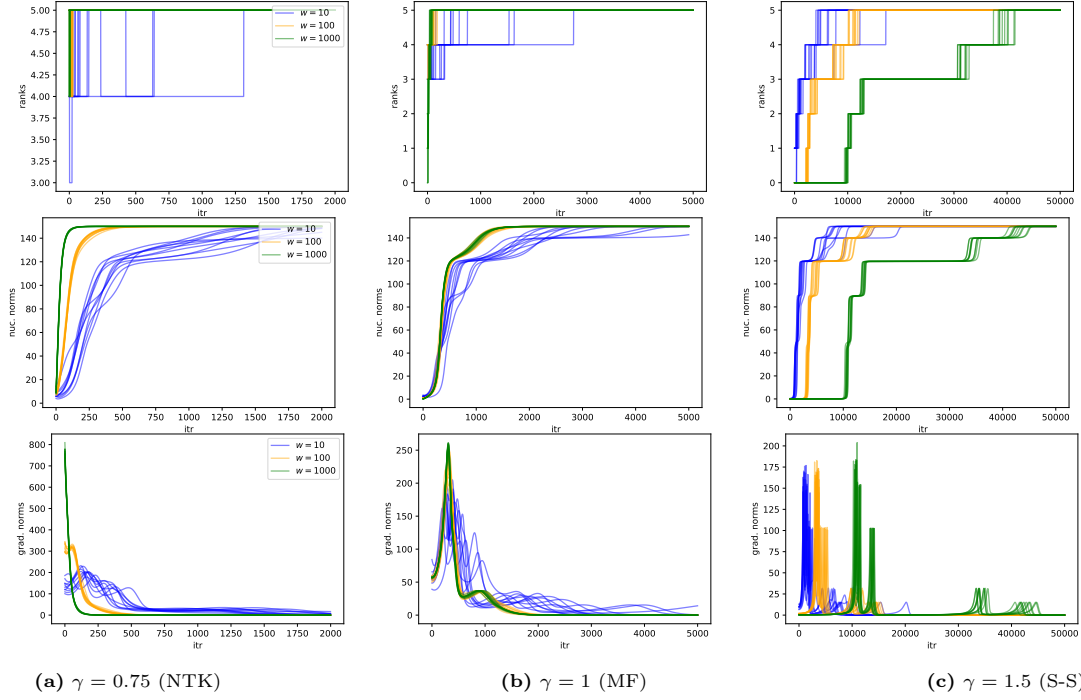 5.00
4.75
4.50
4.25
4.00
3.75
3.50
3.25
3.00
ranks
w = 10
w = 100
w = 1000
0 250 500 750 1000 1250 1500 1750 2000
itr
5
4
3
2
1
0
ranks
0 1000 2000 3000 4000 5000
itr
5
4
3
2
1
0
ranks
0 10000 20000 30000 40000 50000
itr
140
120
100
80
60
40
20
0
nuc. norms
w = 10
w = 100
w = 1000
0 250 500 750 1000 1250 1500 1750 2000
itr
140
120
100
80
60
40
20
0
nuc. norms
0 1000 2000 3000 4000 5000
itr
140
120
100
80
60
40
20
0
nuc. norms
0 10000 20000 30000 40000 50000
itr
800
700
600
500
400
300
200
100
0
grad. norms
w = 10
w = 100
w = 1000
0 250 500 750 1000 1250 1500 1750 2000
itr
250
200
150
100
50
0
grad. norms
0 1000 2000 3000 4000 5000
itr
200
175
150
125
100
75
50
25
0
grad. norms
0 10000 20000 30000 40000 50000
itr
(a) γ = 0.75 (NTK)
(b) γ = 1 (MF)
(c) γ = 1.5 (S-S)